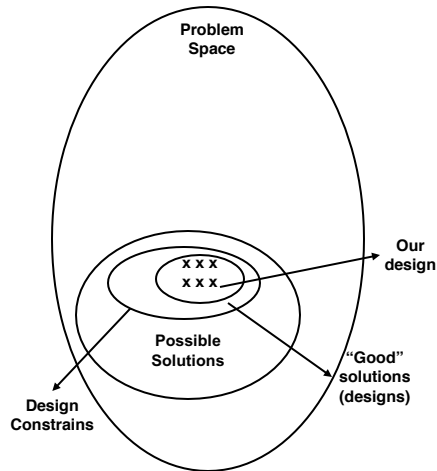 Problem
Space
x x x
x x x
Our
design
Possible
Solutions
“Good”
solutions
(designs)
Design
Constrains